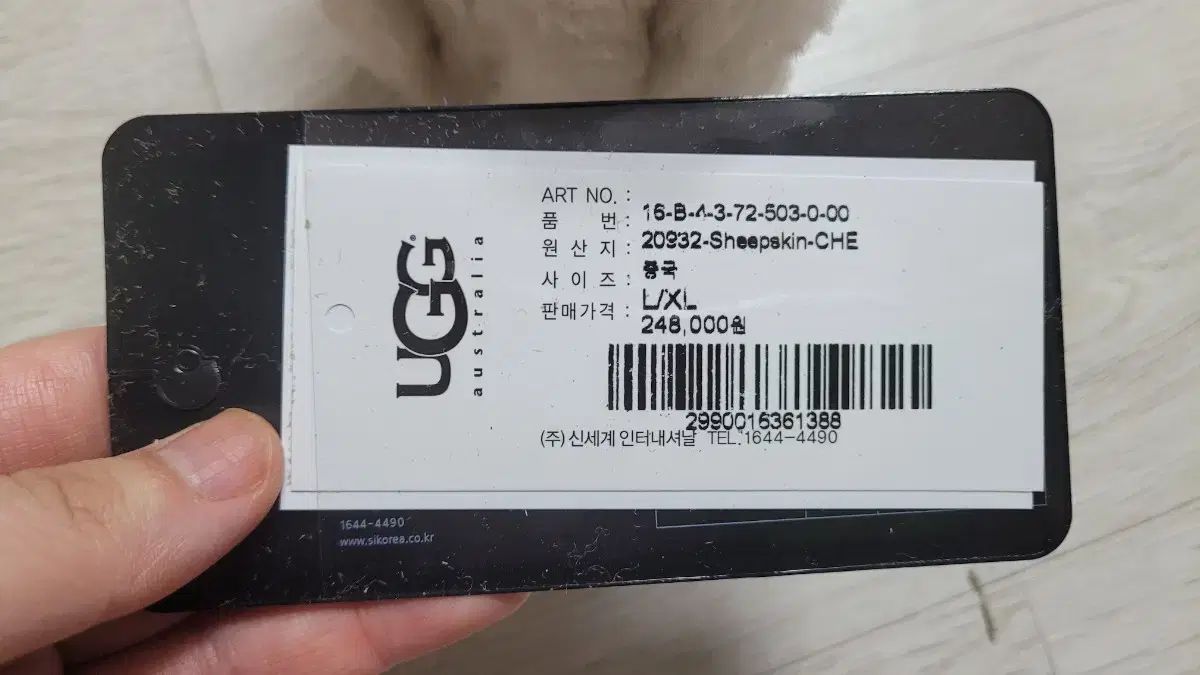 UGG®
australia
ART NO. : 16-B-4-3-72-503-0-00
품 번 : 20932-Sheepskin-CHE
원 산 지 : 중국
사 이 즈 : L/XL
판매가격 : 248,000원
2990016361388
(주)신세계 인터내셔날 TEL.1644-4490
1644-4490
www.sikorea.co.kr